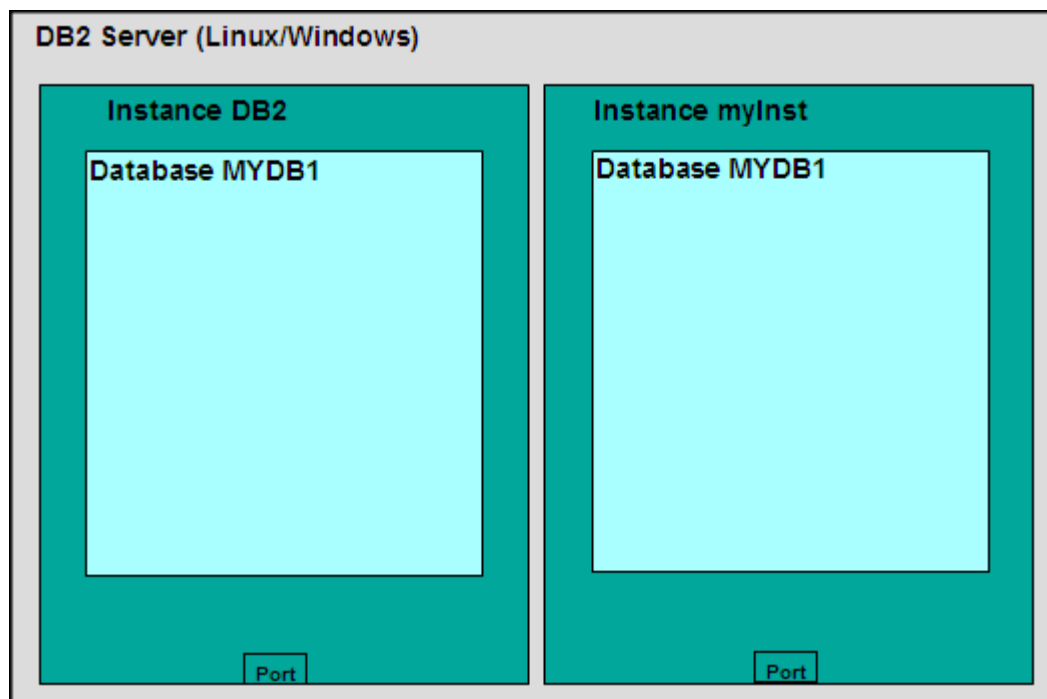 DB2 Server (Linux/Windows)
Instance DB2
Database MYDB1
Port
Instance myInst
Database MYDB1
Port